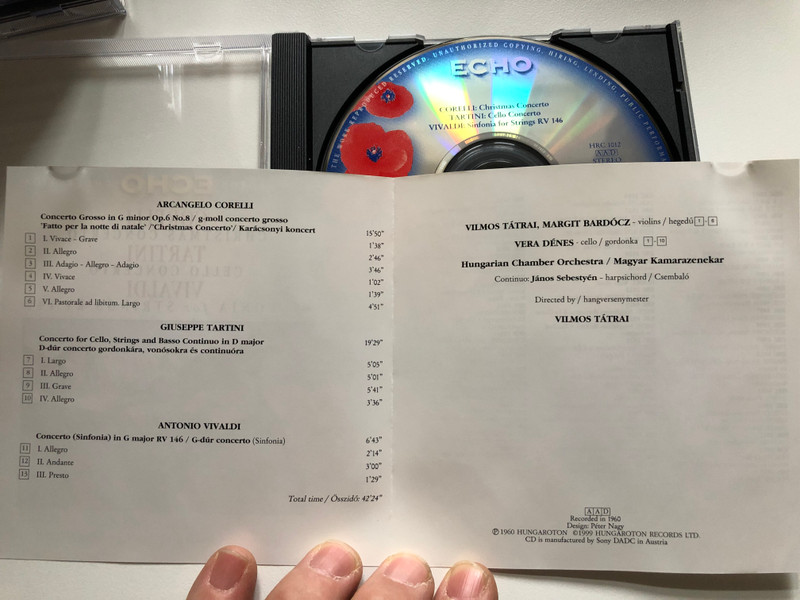 THE WORK REPRODUCED RESERVED. UNAUTHORIZED COPYING, HIRING, LENDING, PUBLIC PERFORM
ECHO
CORELLI: Christmas Concerto
TARTINI: Cello Concerto
VIVALDI: Sinfonia for Strings RV 146
HRC 1012
AAD
STEREO
ARCANGELO CORELLI
Concerto Grosso in G minor Op.6 No.8 / g-moll concerto grosso
'Fatto per la notte di natale' /'Christmas Concerto'/ Karácsonyi koncert 15'50"
1 I. Vivace - Grave 1'38"
2 II. Allegro 2'46"
3 III. Adagio - Allegro - Adagio 3'46"
4 IV. Vivace 1'02"
5 V. Allegro 1'39"
6 VI. Pastorale ad libitum. Largo 4'51"
GIUSEPPE TARTINI
Concerto for Cello, Strings and Basso Continuo in D major 19'29"
D-dúr concerto gordonkára, vonósokra és continuóra
7 I. Largo 5'05"
8 II. Allegro 5'01"
9 III. Grave 5'41"
10 IV. Allegro 3'36"
ANTONIO VIVALDI
Concerto (Sinfonia) in G major RV 146 / G-dúr concerto (Sinfonia) 6'43"
11 I. Allegro 2'14"
12 II. Andante 3'00"
13 III. Presto 1'29"
Total time / Összidő: 42'24"
VILMOS TÁTRAI, MARGIT BARDÓCZ - violins / hegedű 1 - 6
VERA DÉNES - cello / gordonka 1 - 10
Hungarian Chamber Orchestra / Magyar Kamarazenekar
Continuo: János Sebestyén - harpsichord / Csembaló
Directed by / hangversenymester
VILMOS TÁTRAI
AAD
Recorded in 1960
Design: Péter Nagy
℗ 1960 HUNGAROTON ©1999 HUNGAROTON RECORDS LTD.
CD is manufactured by Sony DADC in Austria